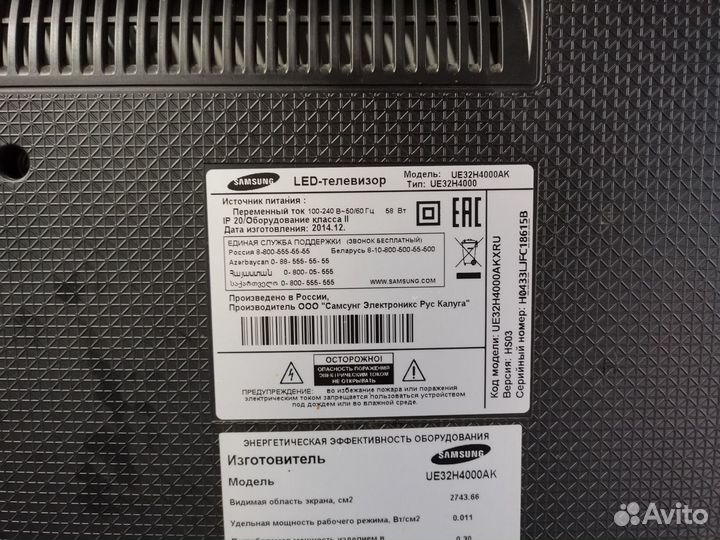 SAMSUNG
LED-телевизор
Модель: UE32H4000AK
Тип: UE32H4000
Источник питания :
Переменный ток 100-240 В~50/60 Гц 58 Вт
IP 20/Оборудование класса II
Дата изготовления: 2014.12.
EAC
ЕДИНАЯ СЛУЖБА ПОДДЕРЖКИ (ЗВОНОК БЕСПЛАТНЫЙ)
Россия 8-800-555-55-55 Беларусь 8-10-800-500-55-500
Azerbaycan 0- 88- 555- 55- 55
Հայաստան 0- 800- 05- 555
საქართველო 0- 800- 555- 555 WWW.SAMSUNG.COM
Произведено в России,
Производитель ООО "Самсунг Электроникс Рус Калуга"
ОСТОРОЖНО!
ОПАСНОСТЬ ПОРАЖЕНИЯ
ЭЛЕКТРИЧЕСКИМ ТОКОМ
НЕ ОТКРЫВАТЬ
ПРЕДУПРЕЖДЕНИЕ: во избежание пожара или поражения
электрическим током запрещается пользоваться устройством
под дождем или во влажной среде.
Код модели: UE32H4000AKXRU
Версия: HS03
Серийный номер: H0433LJFC18615B
ЭНЕРГЕТИЧЕСКАЯ ЭФФЕКТИВНОСТЬ ОБОРУДОВАНИЯ
Изготовитель SAMSUNG
Модель UE32H4000AK
Видимая область экрана, см2 2743.66
Удельная мощность рабочего режима, Вт/см2 0.011
0.30
Avito